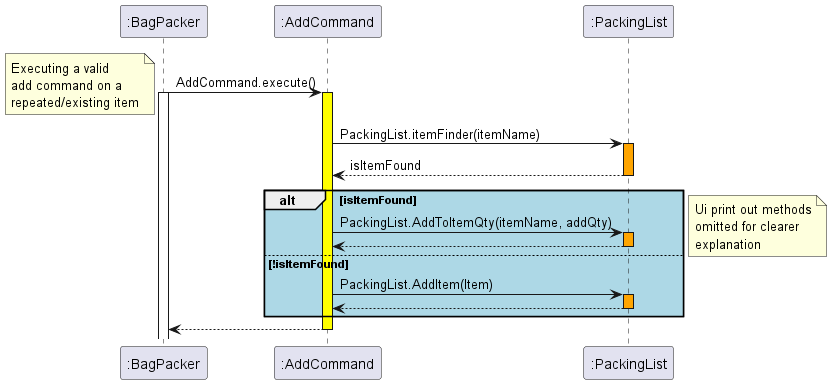 :BagPacker
:AddCommand
:PackingList
Executing a valid
add command on a
repeated/existing item
AddCommand.execute()
PackingList.itemFinder(itemName)
isItemFound
alt
[isItemFound]
PackingList.AddToItemQty(itemName, addQty)
Ui print out methods
omitted for clearer
explanation
[!isItemFound]
PackingList.AddItem(Item)
:BagPacker
:AddCommand
:PackingList